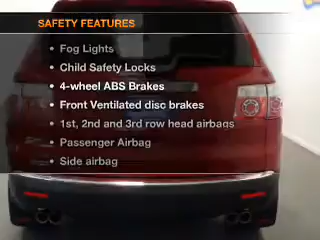 SAFETY FEATURES
• Fog Lights
• Child Safety Locks
• 4-wheel ABS Brakes
• Front Ventilated disc brakes
• 1st, 2nd and 3rd row head airbags
• Passenger Airbag
• Side airbag